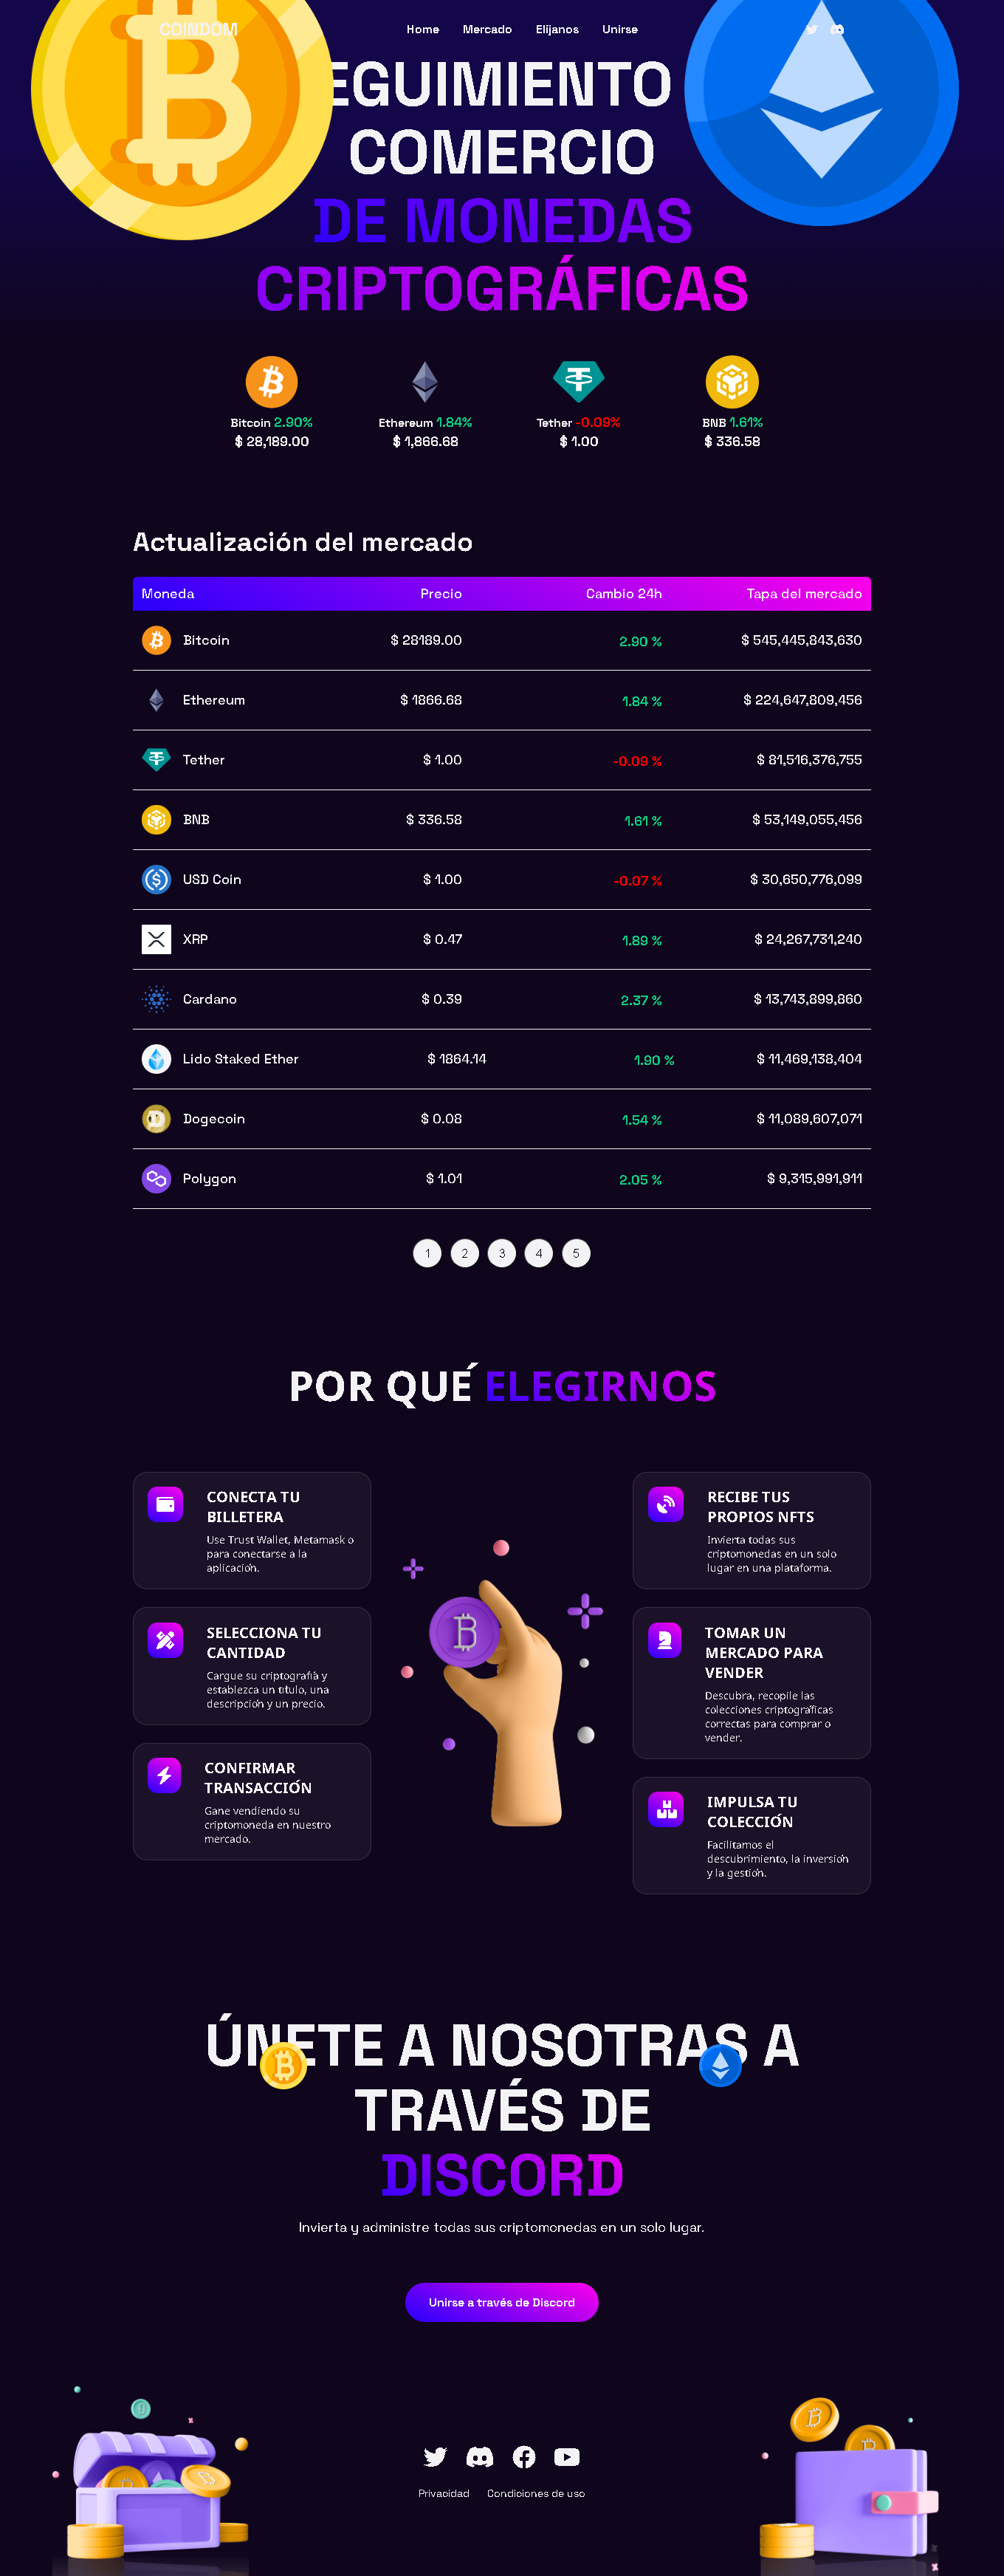 COINDOM
Home Mercado Elíjanos Unirse
EGUIMIENTO
COMERCIO
DE MONEDAS
CRIPTOGRÁFICAS
Bitcoin 2.90% Ethereum 1.84% Tether -0.09% BNB 1.61%
$ 28,189.00 $ 1,866.68 $ 1.00 $ 336.58
Actualización del mercado
Moneda Precio Cambio 24h Tapa del mercado
Bitcoin $ 28189.00 2.90 % $ 545,445,843,630
Ethereum $ 1866.68 1.84 % $ 224,647,809,456
Tether $ 1.00 -0.09 % $ 81,516,376,755
BNB $ 336.58 1.61 % $ 53,149,055,456
USD Coin $ 1.00 -0.07 % $ 30,650,776,099
XRP $ 0.47 1.89 % $ 24,267,731,240
Cardano $ 0.39 2.37 % $ 13,743,899,860
Lido Staked Ether $ 1864.14 1.90 % $ 11,469,138,404
Dogecoin $ 0.08 1.54 % $ 11,089,607,071
Polygon $ 1.01 2.05 % $ 9,315,991,911
1 2 3 4 5
POR QUÉ ELEGIRNOS
CONECTA TU
BILLETERA
Use Trust Wallet, Metamask o
para conectarse a la
aplicación.
SELECCIONA TU
CANTIDAD
Cargue su criptografía y
establezca un título, una
descripción y un precio.
CONFIRMAR
TRANSACCIÓN
Gane vendiendo su
criptomoneda en nuestro
mercado.
RECIBE TUS
PROPIOS NFTS
Invierta todas sus
criptomonedas en un solo
lugar en una plataforma.
TOMAR UN
MERCADO PARA
VENDER
Descubra, recopile las
colecciones criptográficas
correctas para comprar o
vender.
IMPULSA TU
COLECCIÓN
Facilitamos el
descubrimiento, la inversión
y la gestión.
ÚNETE A NOSOTRAS A
TRAVÉS DE
DISCORD
Invierta y administre todas sus criptomonedas en un solo lugar.
Unirse a través de Discord
Privacidad Condiciones de uso